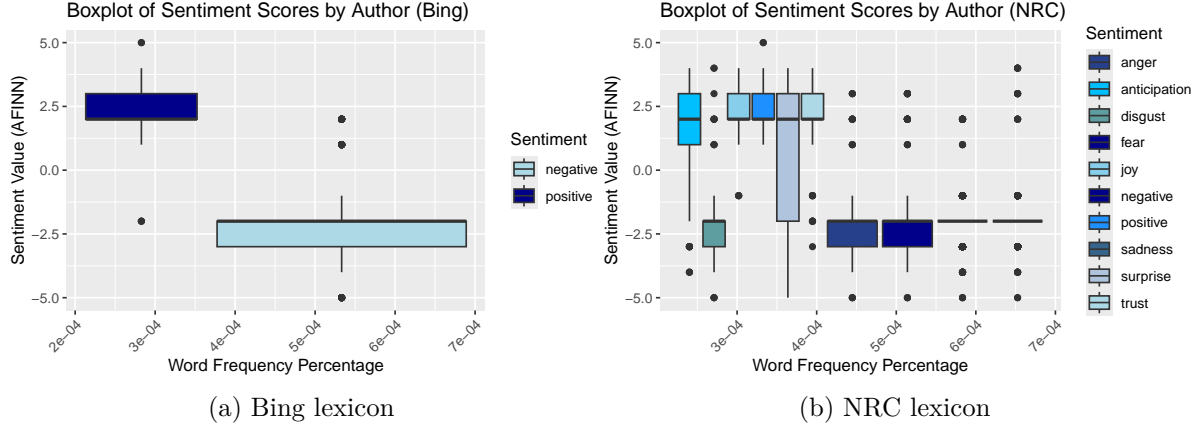 Boxplot of Sentiment Scores by Author (Bing)
Sentiment Value (AFINN)
5.0
2.5
0.0
−2.5
−5.0
2e−04
3e−04
4e−04
5e−04
6e−04
7e−04
Word Frequency Percentage
Sentiment
negative
positive
(a) Bing lexicon
Boxplot of Sentiment Scores by Author (NRC)
Sentiment Value (AFINN)
5.0
2.5
0.0
−2.5
−5.0
3e−04
4e−04
5e−04
6e−04
7e−04
Word Frequency Percentage
Sentiment
anger
anticipation
disgust
fear
joy
negative
positive
sadness
surprise
trust
(b) NRC lexicon